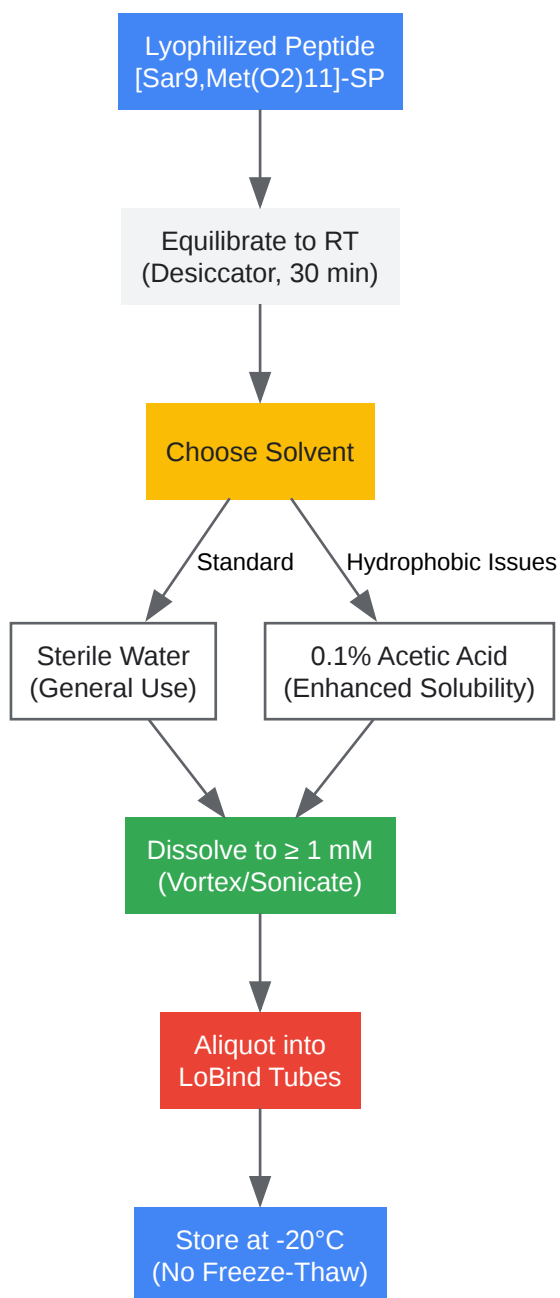 Lyophilized Peptide
[Sar9,Met(O2)11]-SP
Equilibrate to RT
(Desiccator, 30 min)
Choose Solvent
Standard
Hydrophobic Issues
Sterile Water
(General Use)
0.1% Acetic Acid
(Enhanced Solubility)
Dissolve to ≥ 1 mM
(Vortex/Sonicate)
Aliquot into
LoBind Tubes
Store at -20°C
(No Freeze-Thaw)